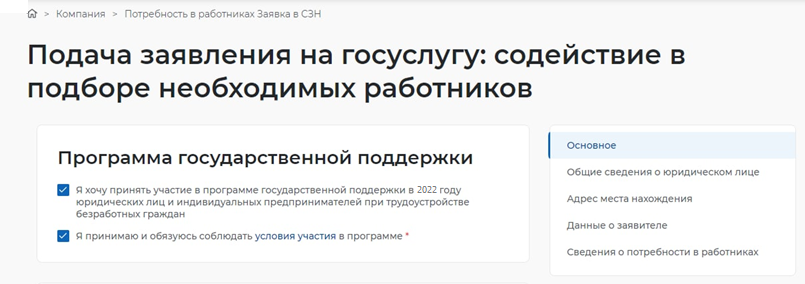 Компания > Потребность в работниках Заявка в СЗН
Подача заявления на госуслугу: содействие в
подборе необходимых работников
Программа государственной поддержки
Я хочу принять участие в программе государственной поддержки в 2022 году
юридических лиц и индивидуальных предпринимателей при трудоустройстве
безработных граждан
Я принимаю и обязуюсь соблюдать условия участия в программе *
Основное
Общие сведения о юридическом лице
Адрес места нахождения
Данные о заявителе
Сведения о потребности в работниках